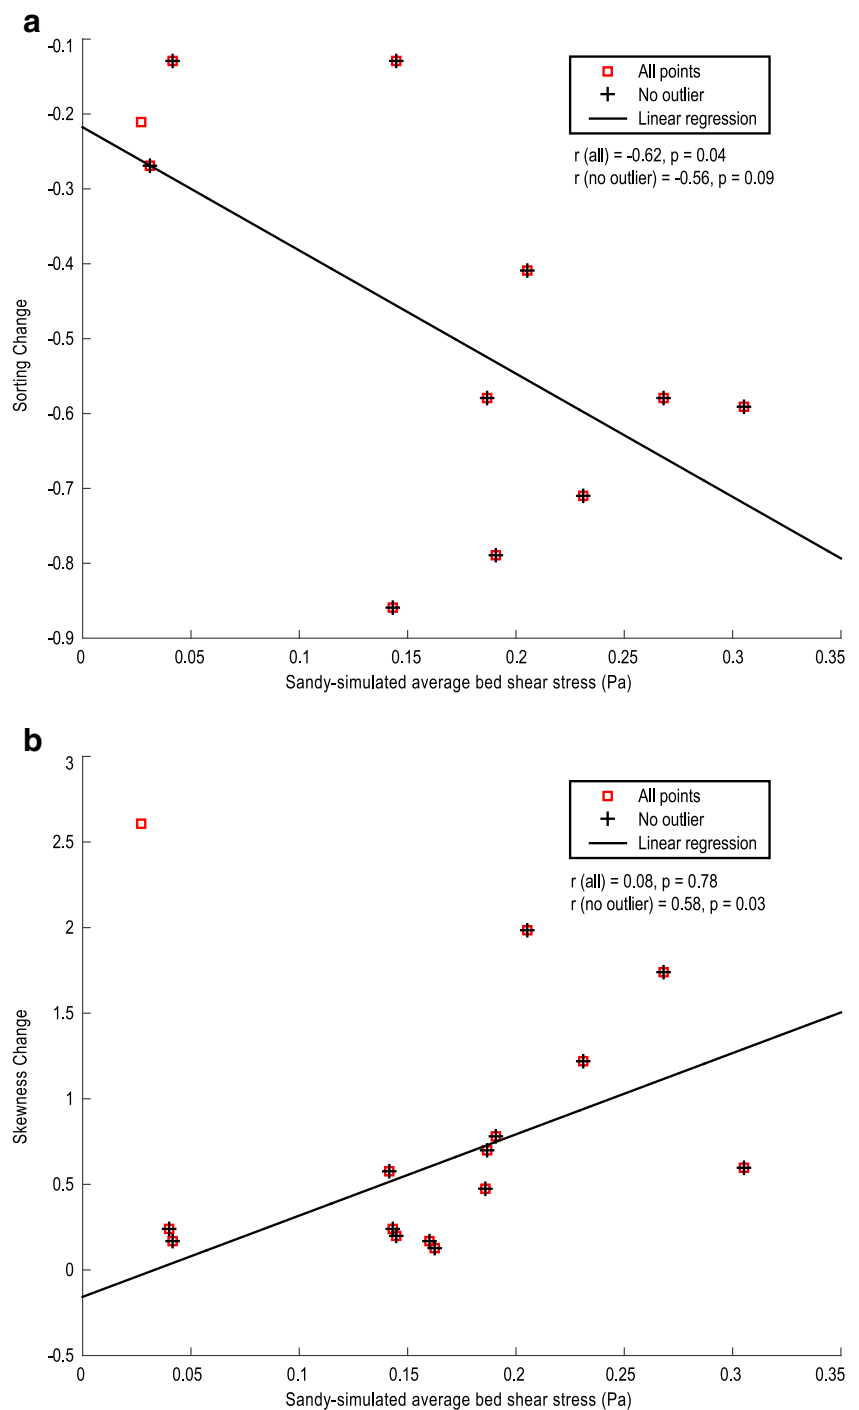 a
-0.1
-0.2
-0.3
-0.4
-0.5
-0.6
-0.7
-0.8
-0.9
Sorting Change
All points
No outlier
Linear regression
r (all) = -0.62, p = 0.04
r (no outlier) = -0.56, p = 0.09
0 0.05 0.1 0.15 0.2 0.25 0.3 0.35
Sandy-simulated average bed shear stress (Pa)
b
3
2.5
2
1.5
1
0.5
0
-0.5
Skewness Change
All points
No outlier
Linear regression
r (all) = 0.08, p = 0.78
r (no outlier) = 0.58, p = 0.03
0 0.05 0.1 0.15 0.2 0.25 0.3 0.35
Sandy-simulated average bed shear stress (Pa)